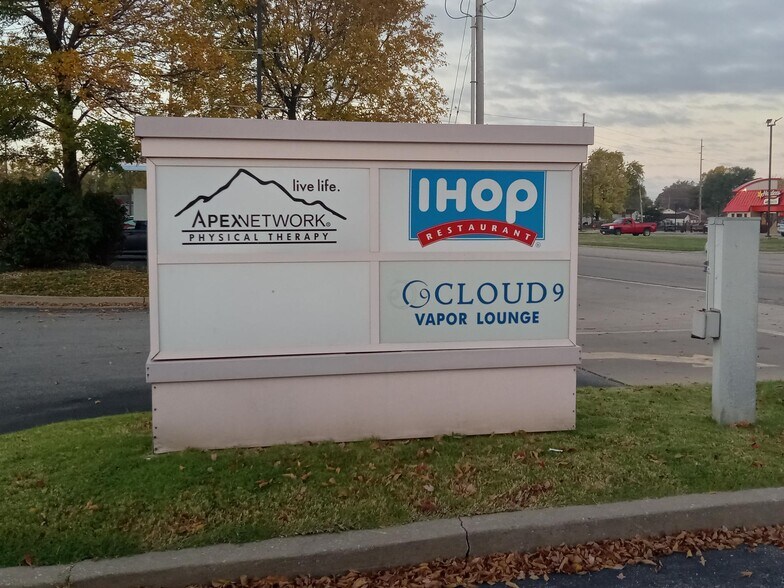 live life.
APEXNETWORK®
PHYSICAL THERAPY
IHOP
RESTAURANT®
CLOUD 9
VAPOR LOUNGE